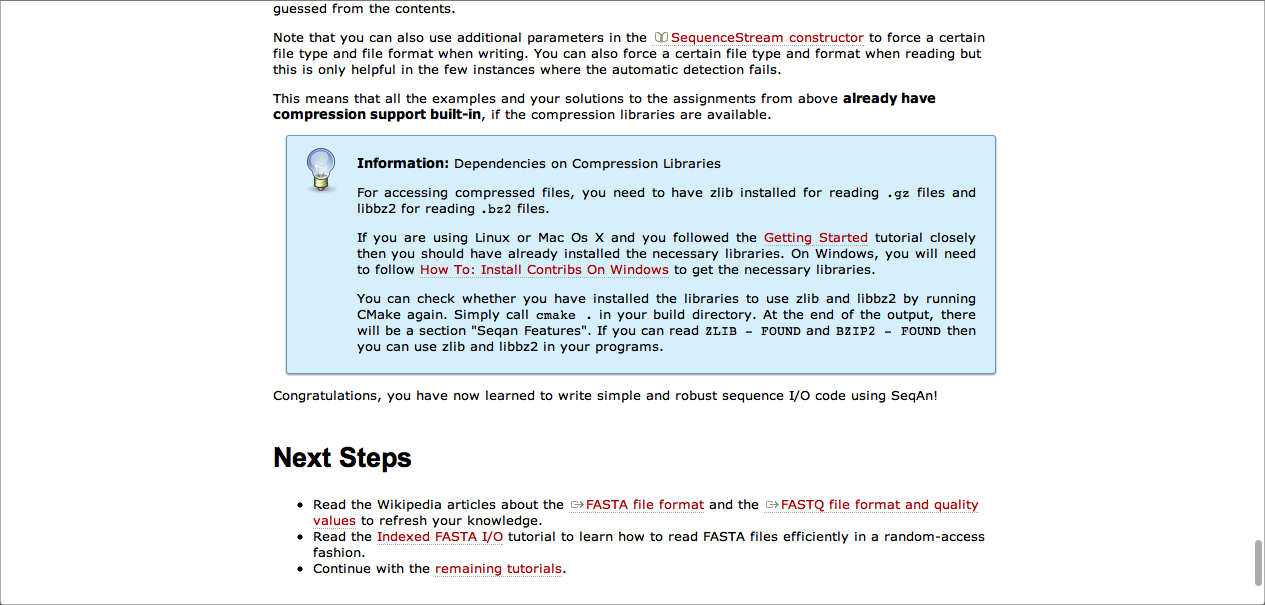 guessed from the contents.
Note that you can also use additional parameters in the SequenceStream constructor to force a certain
file type and file format when writing. You can also force a certain file type and format when reading but
this is only helpful in the few instances where the automatic detection fails.
This means that all the examples and your solutions to the assignments from above already have
compression support built-in, if the compression libraries are available.
Information: Dependencies on Compression Libraries
For accessing compressed files, you need to have zlib installed for reading .gz files and
libbz2 for reading .bz2 files.
If you are using Linux or Mac Os X and you followed the Getting Started tutorial closely
then you should have already installed the necessary libraries. On Windows, you will need
to follow How To: Install Contribs On Windows to get the necessary libraries.
You can check whether you have installed the libraries to use zlib and libbz2 by running
CMake again. Simply call cmake . in your build directory. At the end of the output, there
will be a section "Seqan Features". If you can read ZLIB - FOUND and BZIP2 - FOUND then
you can use zlib and libbz2 in your programs.
Congratulations, you have now learned to write simple and robust sequence I/O code using SeqAn!
Next Steps
• Read the Wikipedia articles about the FASTA file format and the FASTQ file format and quality
values to refresh your knowledge.
• Read the Indexed FASTA I/O tutorial to learn how to read FASTA files efficiently in a random-access
fashion.
• Continue with the remaining tutorials.